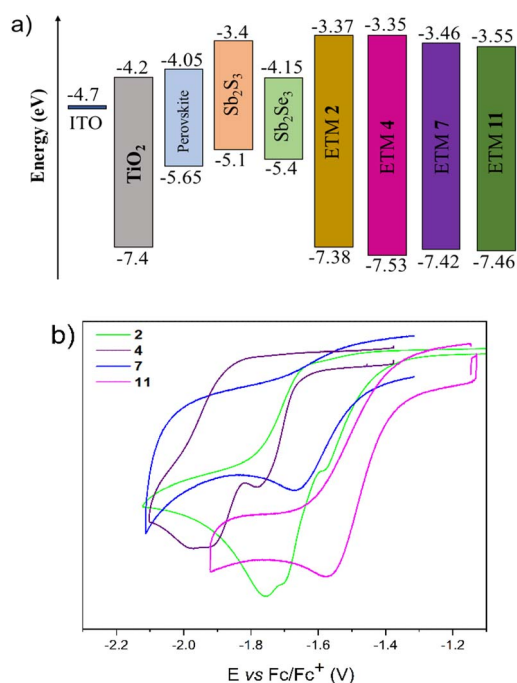 a)
Energy (eV)
-4.7
ITO
-4.2
TiO2
-7.4
-4.05
Perovskite
-5.65
-3.4
Sb2S3
-5.1
-4.15
Sb2Se3
-5.4
-3.37
ETM 2
-7.38
-3.35
ETM 4
-7.53
-3.46
ETM 7
-7.42
-3.55
ETM 11
-7.46
b)
2
4
7
11
-2.2 -2.0 -1.8 -1.6 -1.4 -1.2
E vs Fc/Fc+ (V)